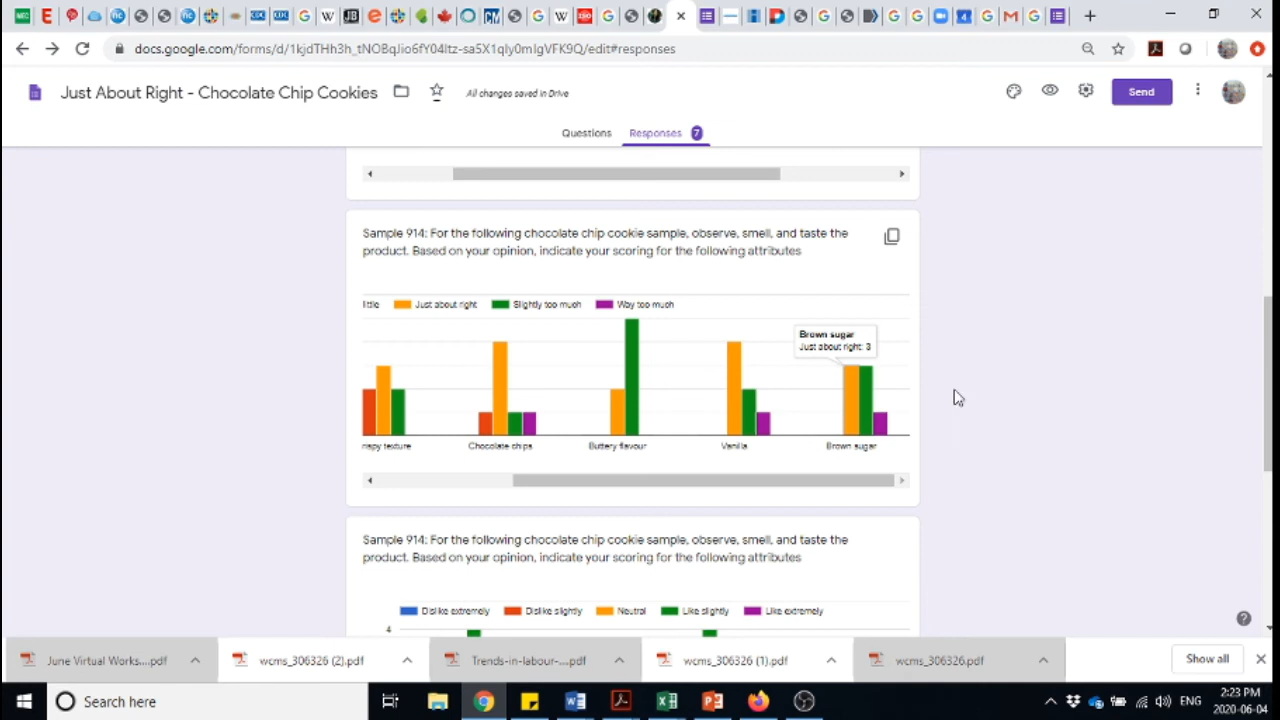 docs.google.com/forms/d/1kjdTHh3h_tNOBqJio6fY04ltz-sa5X1qIy0mIgVFK9Q/edit#responses
Just About Right - Chocolate Chip Cookies
All changes saved in Drive
Send
Questions
Responses 7
Sample 914: For the following chocolate chip cookie sample, observe, smell, and taste the
product. Based on your opinion, indicate your scoring for the following attributes
little Just about right Slightly too much Way too much
Brown sugar
Just about right: 3
rispy texture Chocolate chips Buttery flavour Vanilla Brown sugar
Sample 914: For the following chocolate chip cookie sample, observe, smell, and taste the
product. Based on your opinion, indicate your scoring for the following attributes
Dislike extremely Dislike slightly Neutral Like slightly Like extremely
4
June Virtual Works....pdf wcms_306326 (2).pdf Trends-in-labour-....pdf wcms_306326 (1).pdf wcms_306326.pdf Show all
Search here
ENG
2:23 PM
2020-06-04